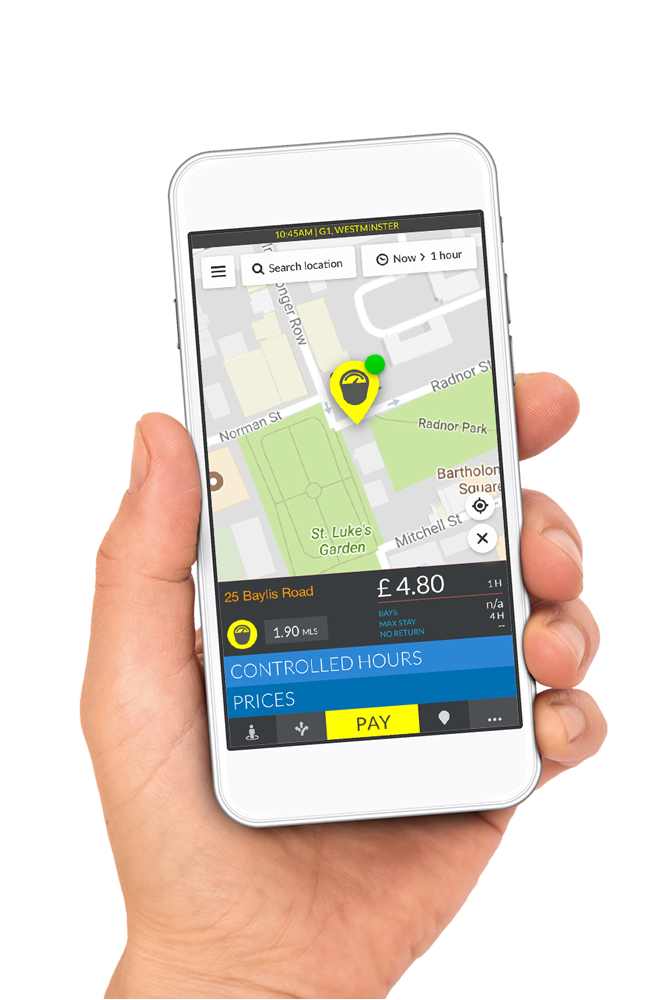 10:45AM | G1, WESTMINSTER
Search location
Now > 1 hour
onger Row
Radnor St
Norman St
Radnor Park
Bartholom
Square
St. Luke's
Garden
Mitchell St
25 Baylis Road
£ 4.80
1 H
1.90 MLS
BAYS n/a
MAX STAY 4 H
NO RETURN --
CONTROLLED HOURS
PRICES
PAY